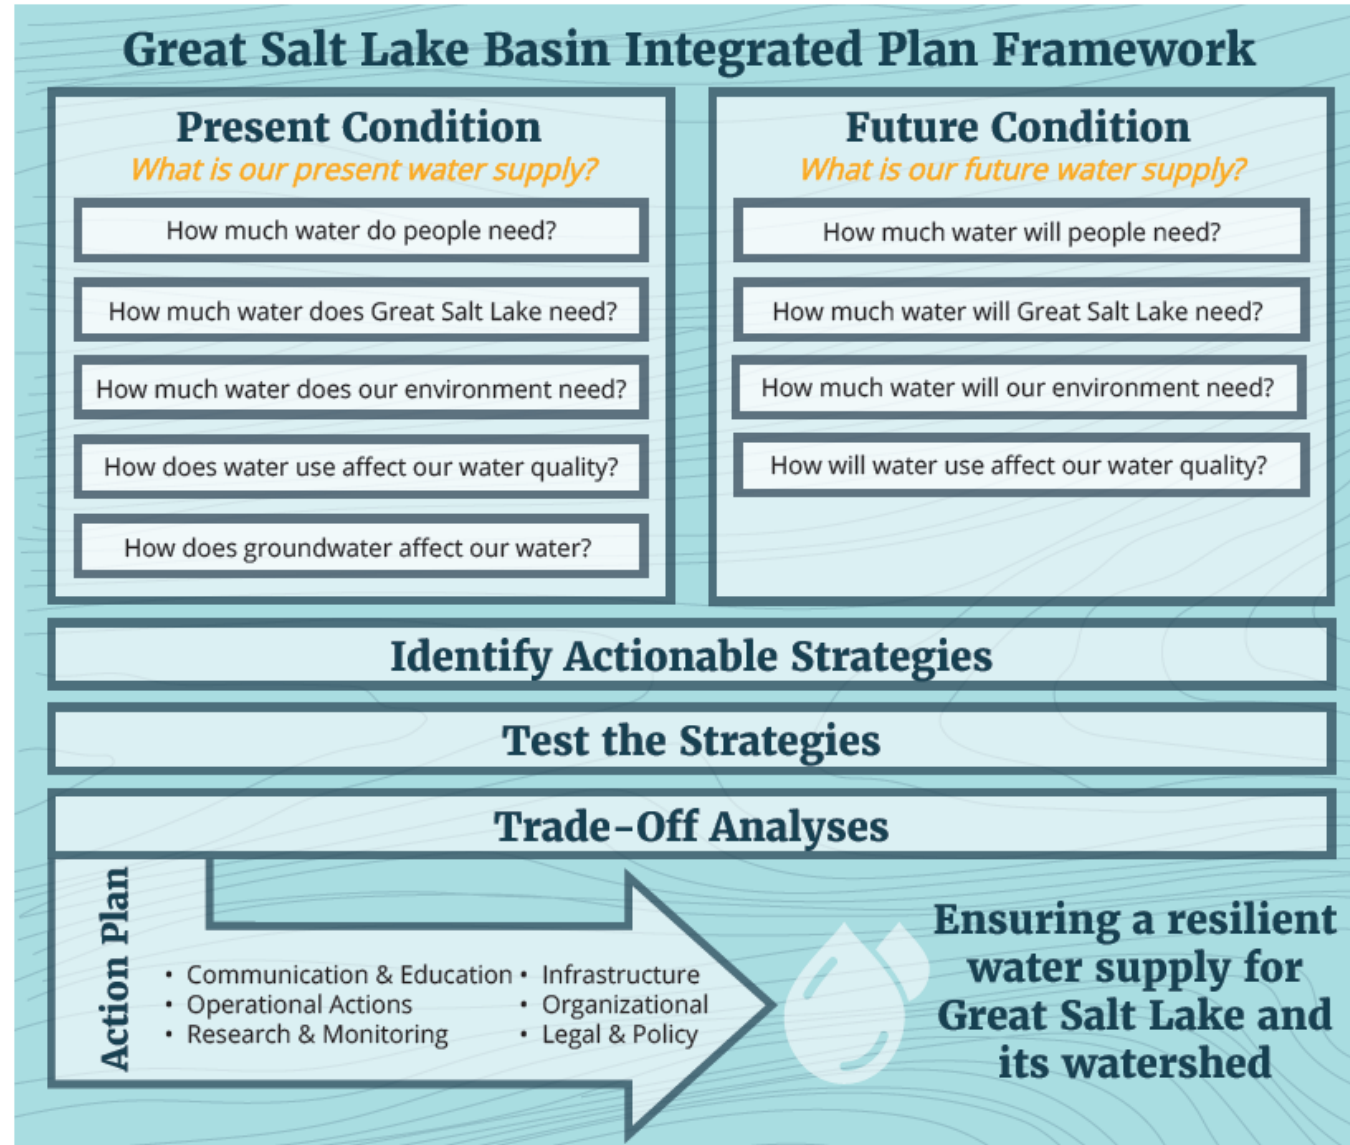 Great Salt Lake Basin Integrated Plan Framework
Present Condition
What is our present water supply?
How much water do people need?
How much water does Great Salt Lake need?
How much water does our environment need?
How does water use affect our water quality?
How does groundwater affect our water?
Future Condition
What is our future water supply?
How much water will people need?
How much water will Great Salt Lake need?
How much water will our environment need?
How will water use affect our water quality?
Identify Actionable Strategies
Test the Strategies
Trade-Off Analyses
Action Plan
• Communication & Education
• Operational Actions
• Research & Monitoring
• Infrastructure
• Organizational
• Legal & Policy
Ensuring a resilient
water supply for
Great Salt Lake and
its watershed